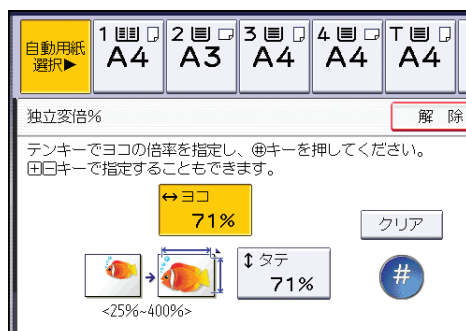 自動用紙
選択▶
1 A4
2 A3
3 A4
4 A4
T A4
独立変倍%
解 除
テンキーでヨコの倍率を指定し、⊕キーを押してください。
⊞⊟キーで指定することもできます。
↔ヨコ
71%
クリア
↕タテ
71%
#
<25%~400%>